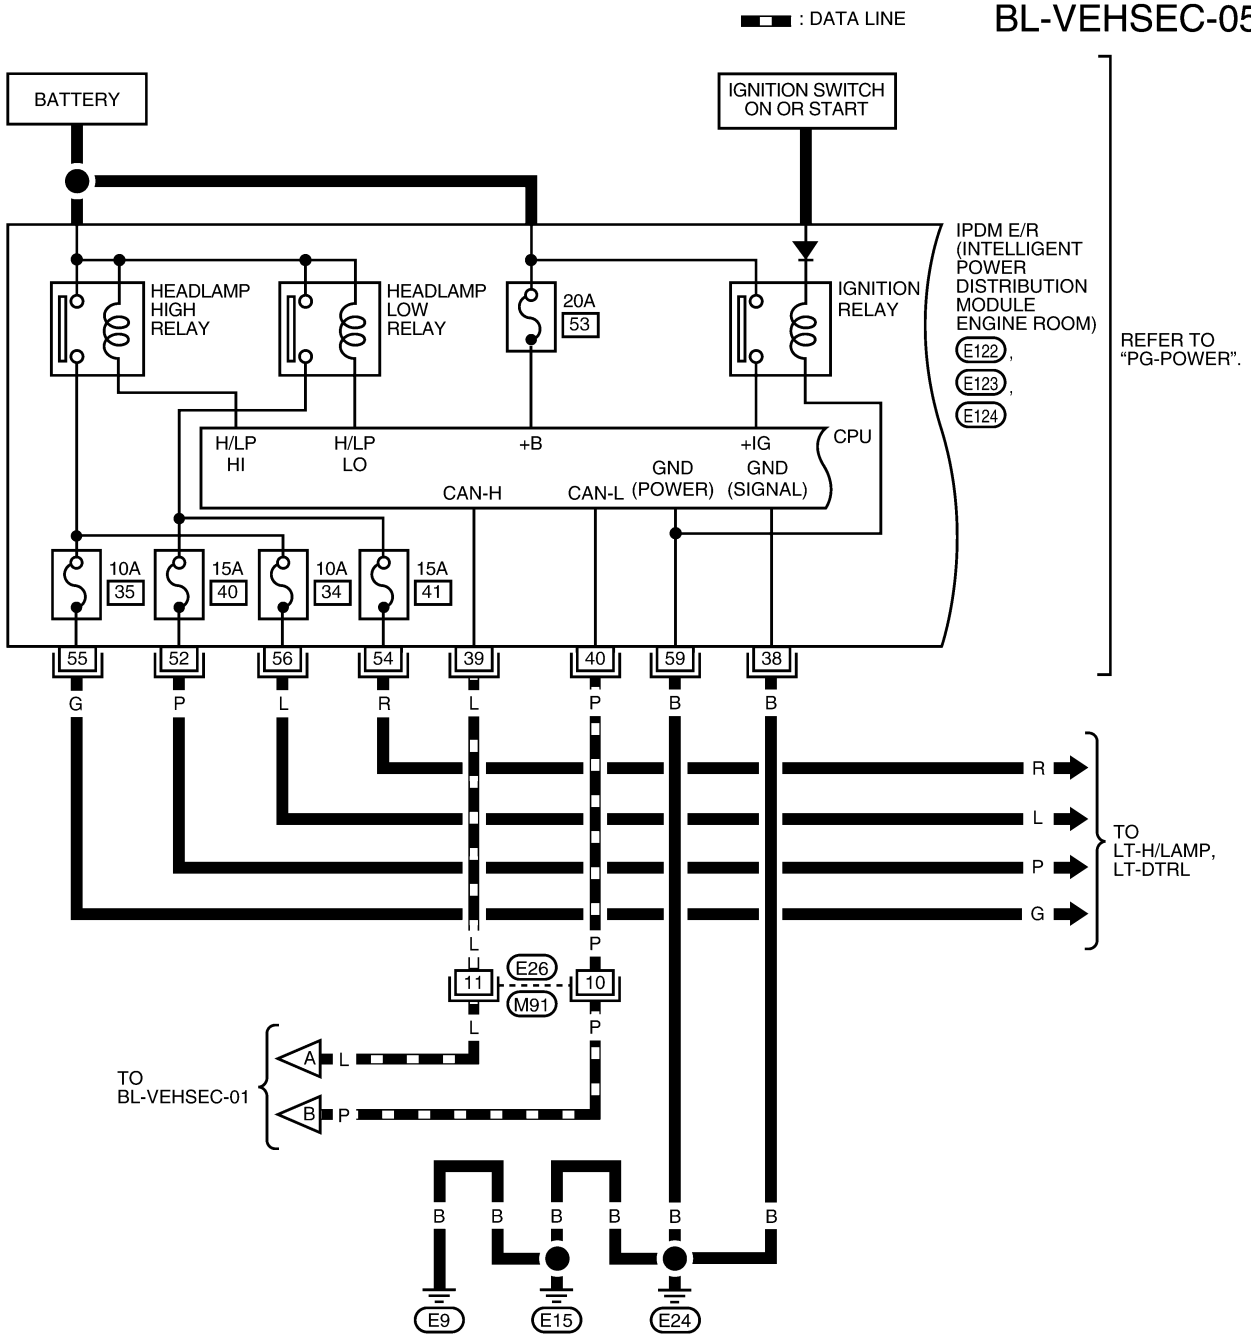 : DATA LINE
BL-VEHSEC-05
BATTERY
IGNITION SWITCH
ON OR START
IPDM E/R
(INTELLIGENT
POWER
DISTRIBUTION
MODULE
ENGINE ROOM)
E122 ,
E123 ,
E124
REFER TO
“PG-POWER”.
HEADLAMP
HIGH
RELAY
HEADLAMP
LOW
RELAY
20A
53
IGNITION
RELAY
H/LP
HI
H/LP
LO
+B
+IG
CPU
CAN-H
CAN-L
GND
(POWER)
GND
(SIGNAL)
10A
35
15A
40
10A
34
15A
41
55
52
56
54
39
40
59
38
G
P
L
R
L
P
B
B
R
L
P
G
TO
LT-H/LAMP,
LT-DTRL
L
P
11
E26
M91
10
L
P
A
L
B
P
TO
BL-VEHSEC-01
B
B
B
B
B
B
E9
E15
E24